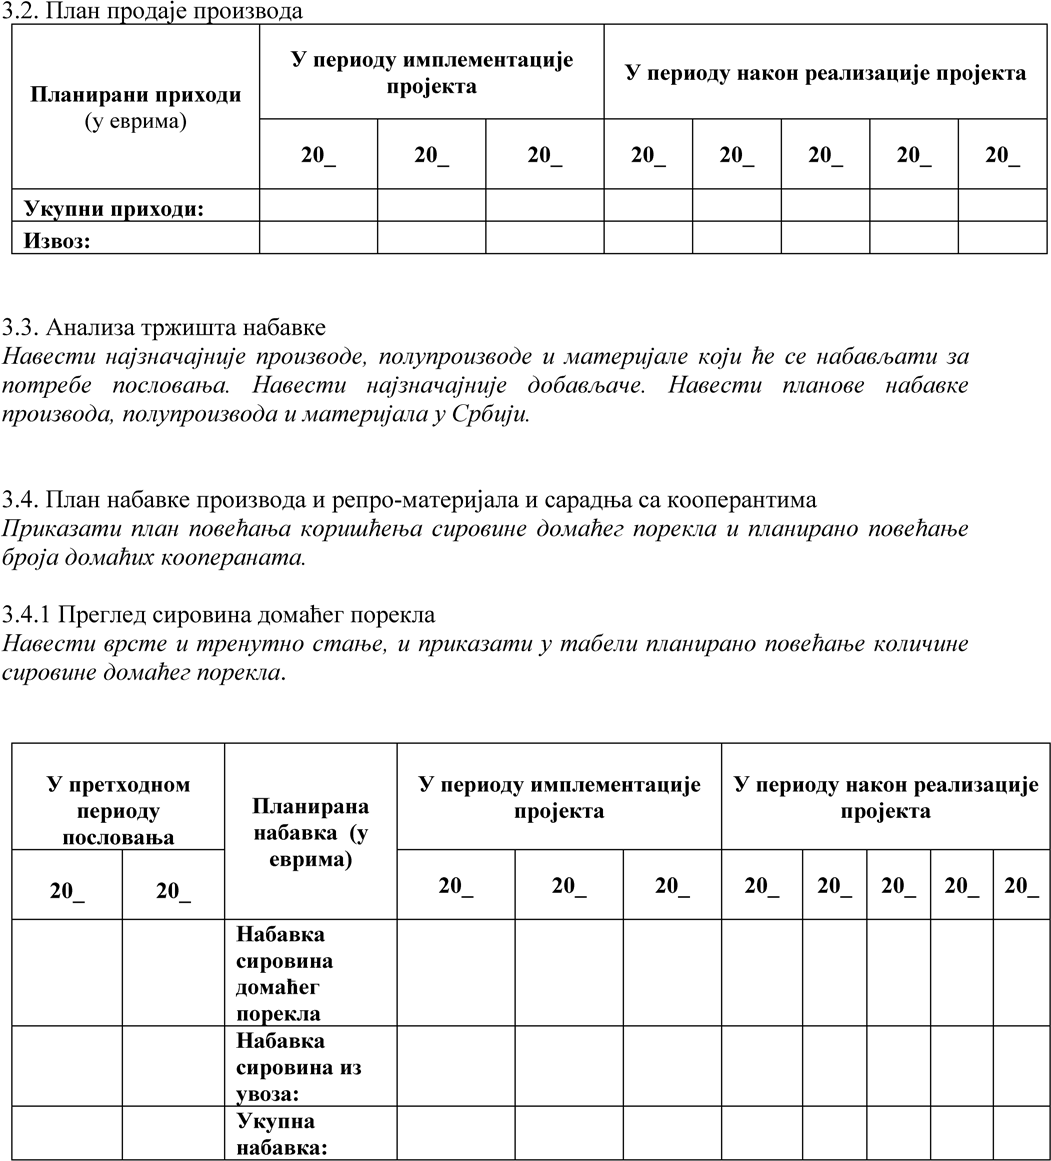 3.2. План продаје производа
Планирани приходи
(у еврима)
У периоду имплементације
пројекта
У периоду након реализације пројекта
20_ 20_ 20_ 20_ 20_ 20_ 20_ 20_
Укупни приходи:
Извоз:
3.3. Анализа тржишта набавке
Навести најзначајније производе, полупроизводе и материјале који ће се набављати за
потребе пословања. Навести најзначајније добављаче. Навести планове набавке
производа, полупроизвода и материјала у Србији.
3.4. План набавке производа и репро-материјала и сарадња са кооперантима
Приказати план повећања коришћења сировине домаћег порекла и планирано повећање
броја домаћих коопераната.
3.4.1 Преглед сировина домаћег порекла
Навести врсте и тренутно стање, и приказати у табели планирано повећање количине
сировине домаћег порекла.
У претходном
периоду
пословања
Планирана
набавка (у
еврима)
У периоду имплементације
пројекта
У периоду након реализације
пројекта
20_ 20_ 20_ 20_ 20_ 20_ 20_ 20_ 20_ 20_
Набавка
сировина
домаћег
порекла
Набавка
сировина из
увоза:
Укупна
набавка: